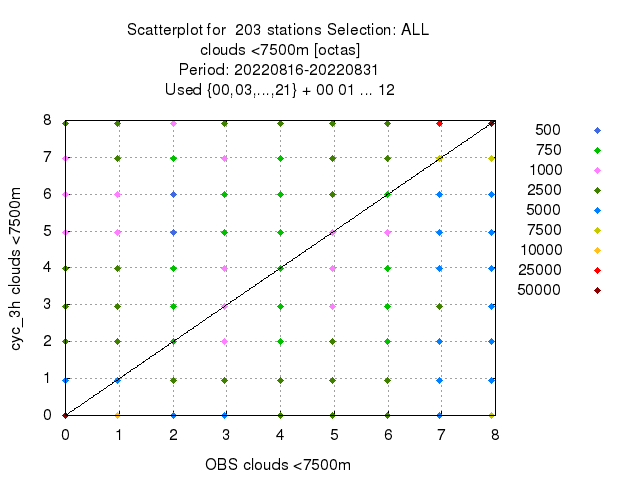 Scatterplot for 203 stations Selection: ALL
clouds <7500m [octas]
Period: 20220816-20220831
Used {00,03,...,21} + 00 01 ... 12
cyc_3h clouds <7500m
8
7
6
5
4
3
2
1
0
0 1 2 3 4 5 6 7 8
OBS clouds <7500m
500
750
1000
2500
5000
7500
10000
25000
50000